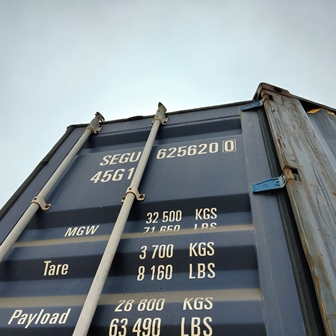 SEGU 625620 0
45G1
MGW 32 500 KGS
71 650 LBS
Tare 3 700 KGS
8 160 LBS
Payload 28 800 KGS
63 490 LBS